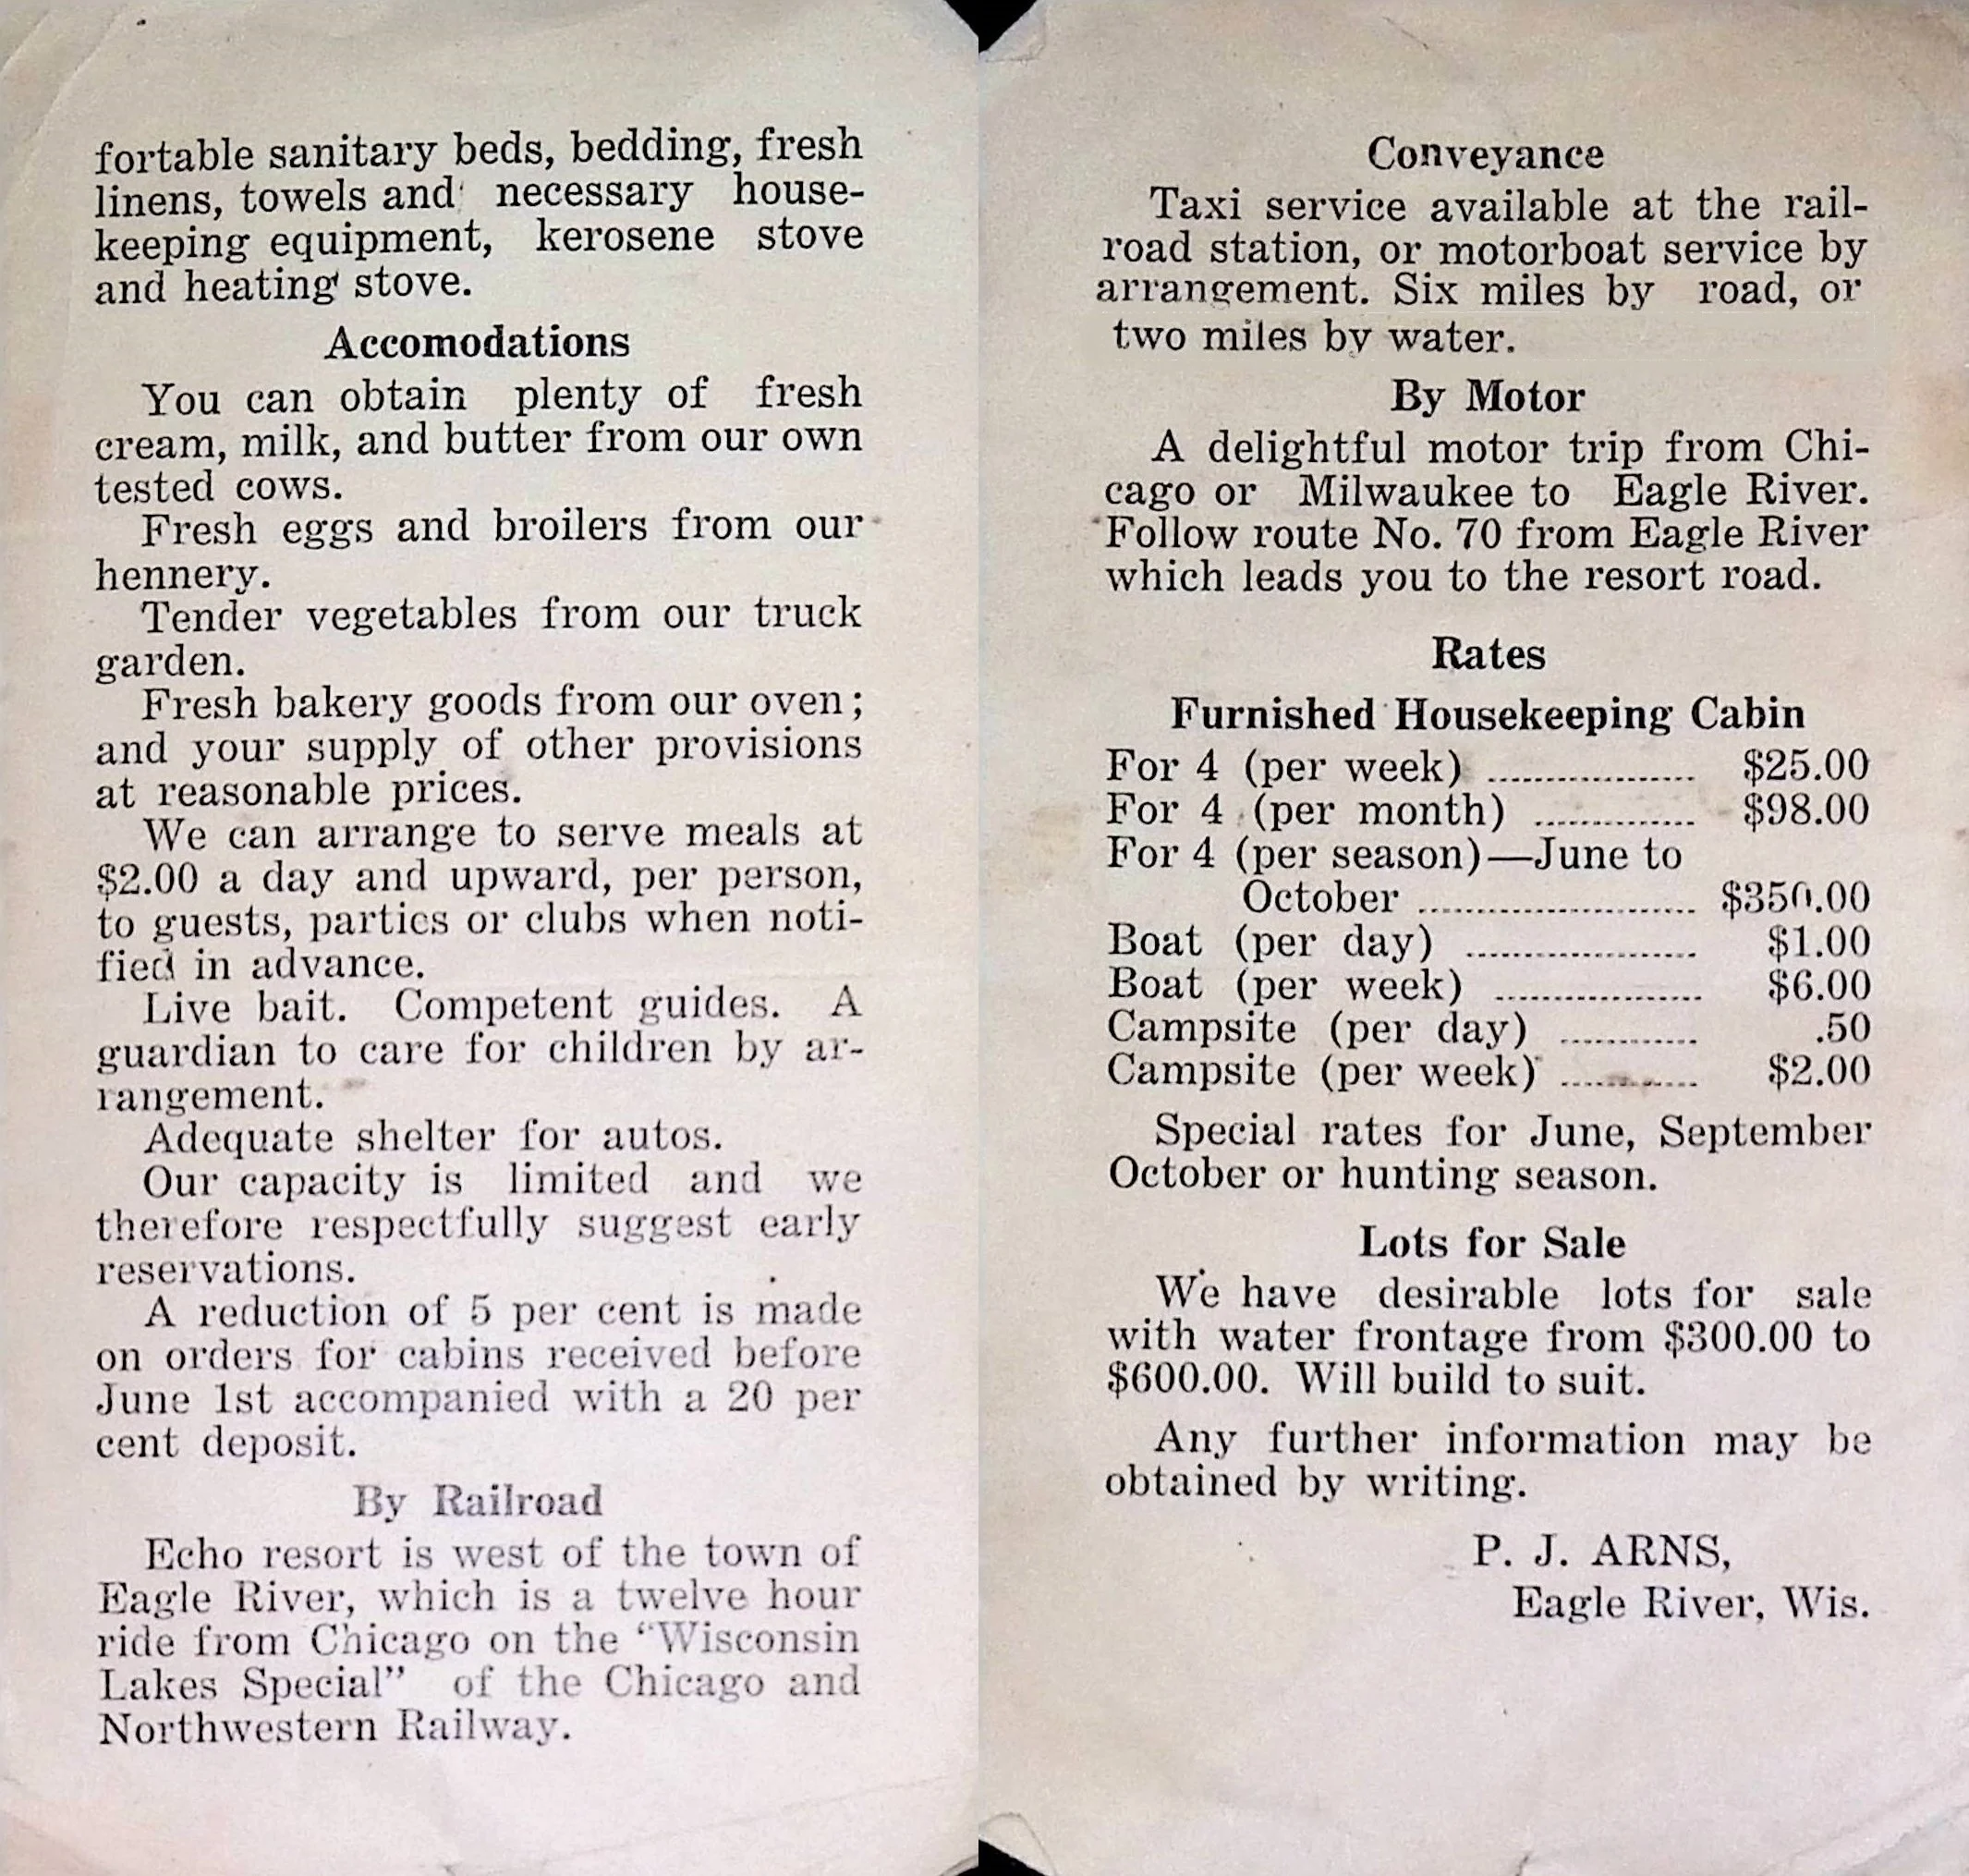 fortable sanitary beds, bedding, fresh
linens, towels and necessary house-
keeping equipment, kerosene stove
and heating stove.
Accomodations
You can obtain plenty of fresh
cream, milk, and butter from our own
tested cows.
Fresh eggs and broilers from our
hennery.
Tender vegetables from our truck
garden.
Fresh bakery goods from our oven;
and your supply of other provisions
at reasonable prices.
We can arrange to serve meals at
$2.00 a day and upward, per person,
to guests, parties or clubs when noti-
fied in advance.
Live bait. Competent guides. A
guardian to care for children by ar-
rangement.
Adequate shelter for autos.
Our capacity is limited and we
therefore respectfully suggest early
reservations.
A reduction of 5 per cent is made
on orders for cabins received before
June 1st accompanied with a 20 per
cent deposit.
By Railroad
Echo resort is west of the town of
Eagle River, which is a twelve hour
ride from Chicago on the "Wisconsin
Lakes Special" of the Chicago and
Northwestern Railway.
Conveyance
Taxi service available at the rail-
road station, or motorboat service by
arrangement. Six miles by road, or
two miles by water.
By Motor
A delightful motor trip from Chi-
cago or Milwaukee to Eagle River.
Follow route No. 70 from Eagle River
which leads you to the resort road.
Rates
Furnished Housekeeping Cabin
For 4 (per week) .................. $25.00
For 4 (per month) .............. $98.00
For 4 (per season)—June to
October ........................ $350.00
Boat (per day) .................... $1.00
Boat (per week) .................. $6.00
Campsite (per day) ............ .50
Campsite (per week) ............ $2.00
Special rates for June, September
October or hunting season.
Lots for Sale
We have desirable lots for sale
with water frontage from $300.00 to
$600.00. Will build to suit.
Any further information may be
obtained by writing.
P. J. ARNS,
Eagle River, Wis.